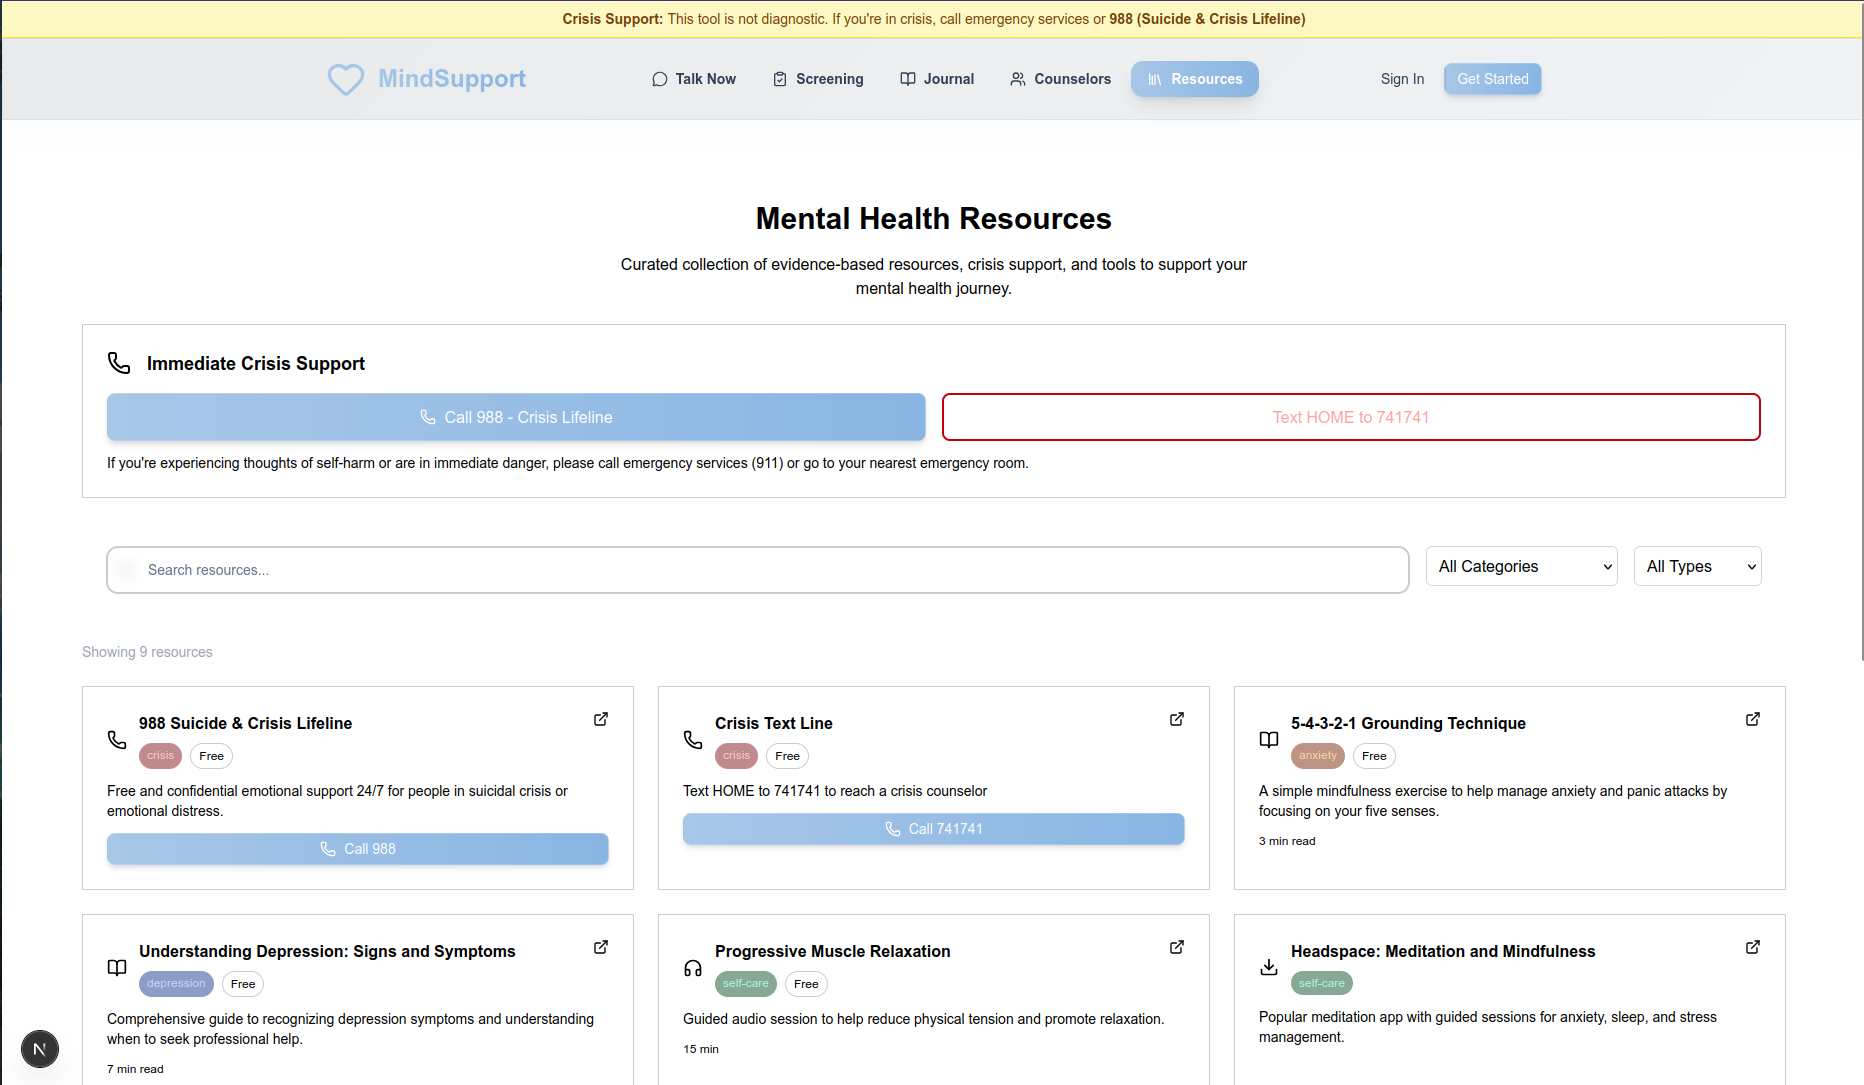 Crisis Support: This tool is not diagnostic. If you're in crisis, call emergency services or 988 (Suicide & Crisis Lifeline)
MindSupport
Talk Now
Screening
Journal
Counselors
Resources
Sign In
Get Started
Mental Health Resources
Curated collection of evidence-based resources, crisis support, and tools to support your
mental health journey.
Immediate Crisis Support
Call 988 - Crisis Lifeline
Text HOME to 741741
If you're experiencing thoughts of self-harm or are in immediate danger, please call emergency services (911) or go to your nearest emergency room.
Search resources...
All Categories
All Types
Showing 9 resources
988 Suicide & Crisis Lifeline
crisis
Free
Free and confidential emotional support 24/7 for people in suicidal crisis or
emotional distress.
Call 988
Crisis Text Line
crisis
Free
Text HOME to 741741 to reach a crisis counselor
Call 741741
5-4-3-2-1 Grounding Technique
anxiety
Free
A simple mindfulness exercise to help manage anxiety and panic attacks by
focusing on your five senses.
3 min read
Understanding Depression: Signs and Symptoms
depression
Free
Comprehensive guide to recognizing depression symptoms and understanding
when to seek professional help.
7 min read
Progressive Muscle Relaxation
self-care
Free
Guided audio session to help reduce physical tension and promote relaxation.
15 min
Headspace: Meditation and Mindfulness
self-care
Popular meditation app with guided sessions for anxiety, sleep, and stress
management.
N